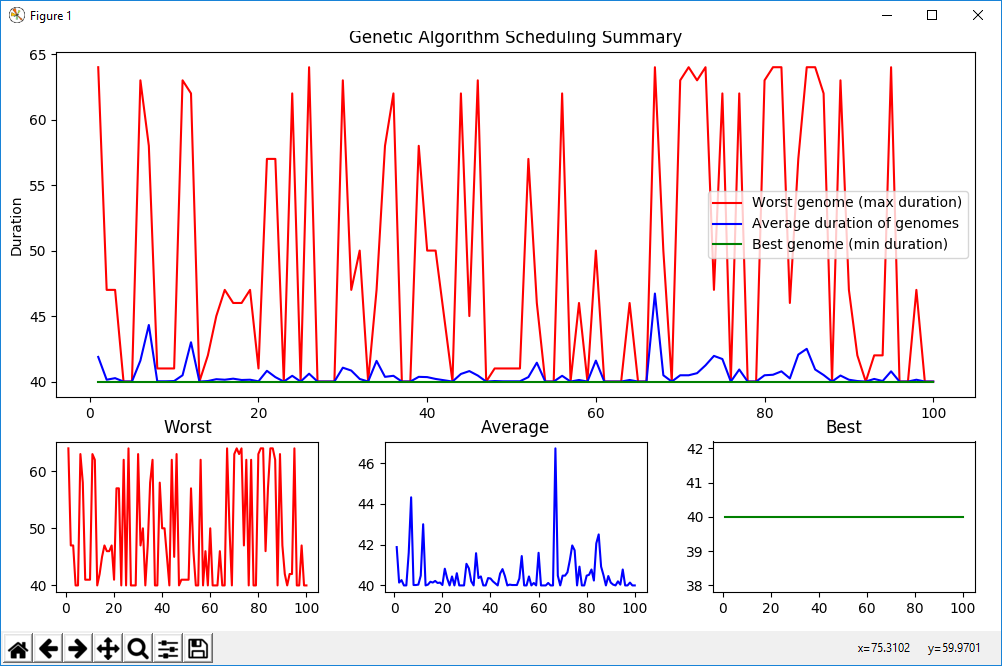 Figure 1
Genetic Algorithm Scheduling Summary
65
60
55
50
45
40
Duration
Worst genome (max duration)
Average duration of genomes
Best genome (min duration)
0 20 40 60 80 100
Worst
60
50
40
0 20 40 60 80 100
Average
46
44
42
40
0 20 40 60 80 100
Best
42
41
40
39
38
0 20 40 60 80 100
x=75.3102 y=59.9701